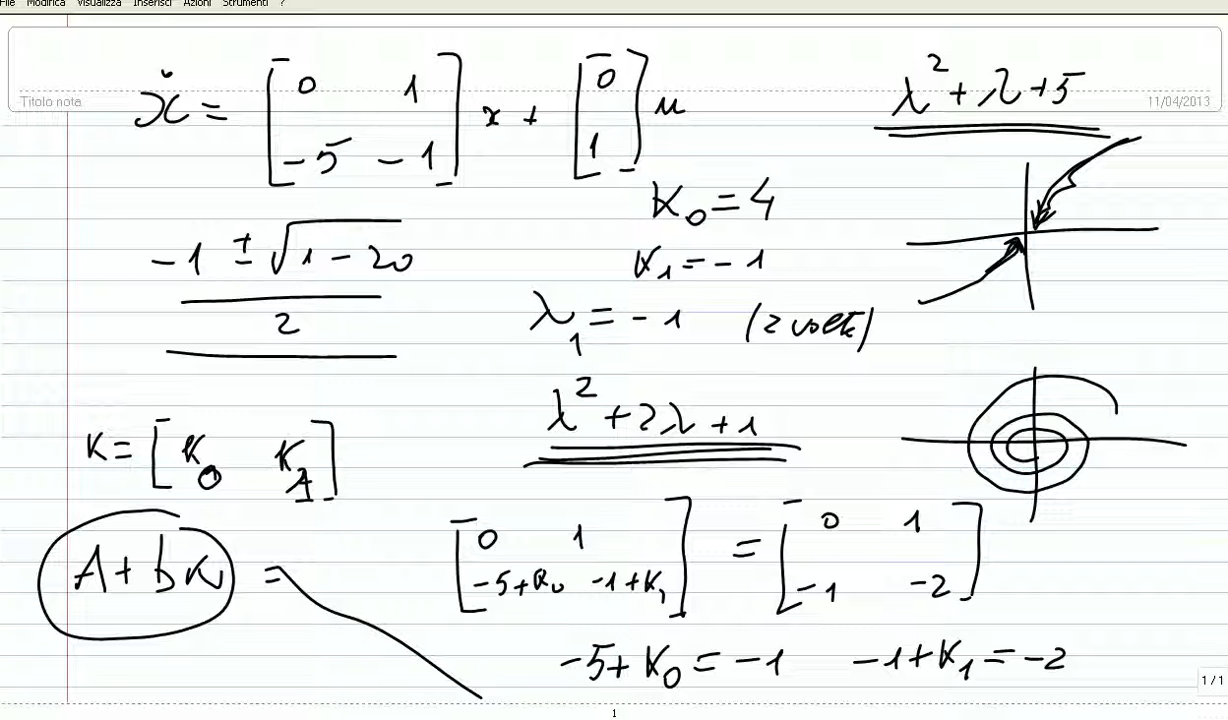 File Modifica Visualizza Inserisci Azioni Strumenti ?
Titolo nota
11/04/2013
ẋ = [0 1; -5 -1] x + [0; 1] u
λ² + λ + 5
K₀ = 4
(-1 ± √(1 - 20)) / 2
K₁ = -1
λ₁ = -1 (2 volte)
λ² + 2λ + 1
K = [K₀ K₁]
A + bK = [0 1; -5+K₀ -1+K₁] = [0 1; -1 -2]
-5 + K₀ = -1 -1 + K₁ = -2
1 / 1
1